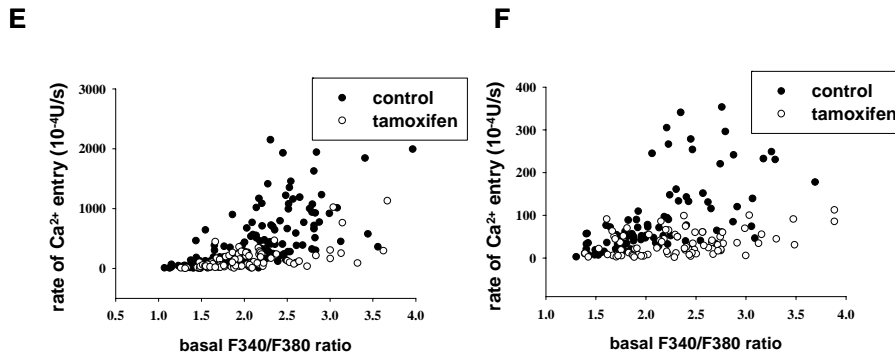 E
rate of Ca²⁺ entry (10⁻⁴U/s)
3000
2000
1000
0
control
tamoxifen
0.5 1.0 1.5 2.0 2.5 3.0 3.5 4.0
basal F340/F380 ratio
F
rate of Ca²⁺ entry (10⁻⁴U/s)
400
300
200
100
0
control
tamoxifen
1.0 1.5 2.0 2.5 3.0 3.5 4.0
basal F340/F380 ratio